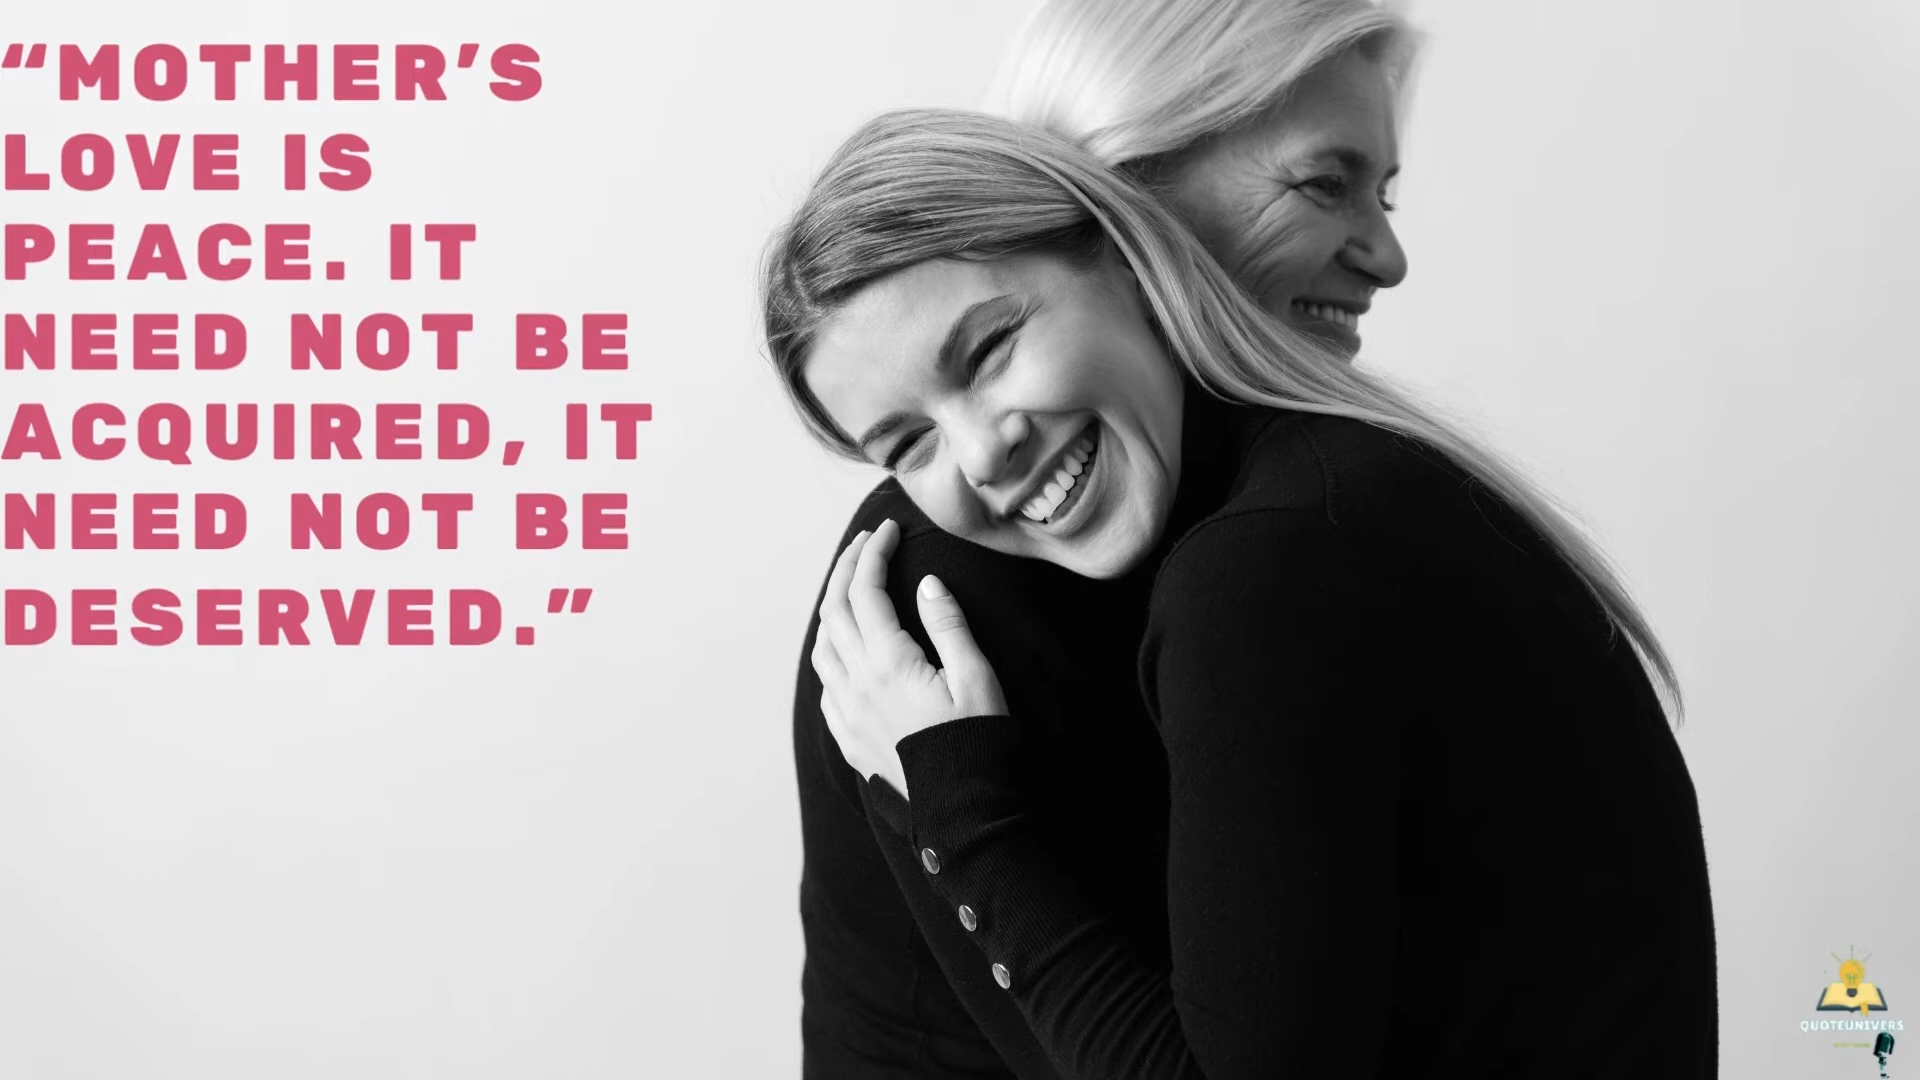 “MOTHER’S
LOVE IS
PEACE. IT
NEED NOT BE
ACQUIRED, IT
NEED NOT BE
DESERVED.”
QUOTEUNIVERS